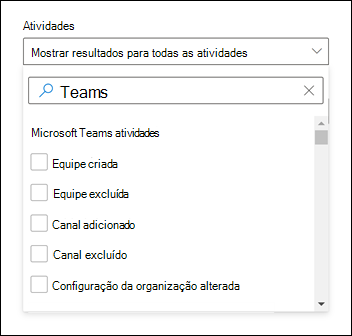 Atividades
Mostrar resultados para todas as atividades
Teams
Microsoft Teams atividades
Equipe criada
Equipe excluída
Canal adicionado
Canal excluído
Configuração da organização alterada